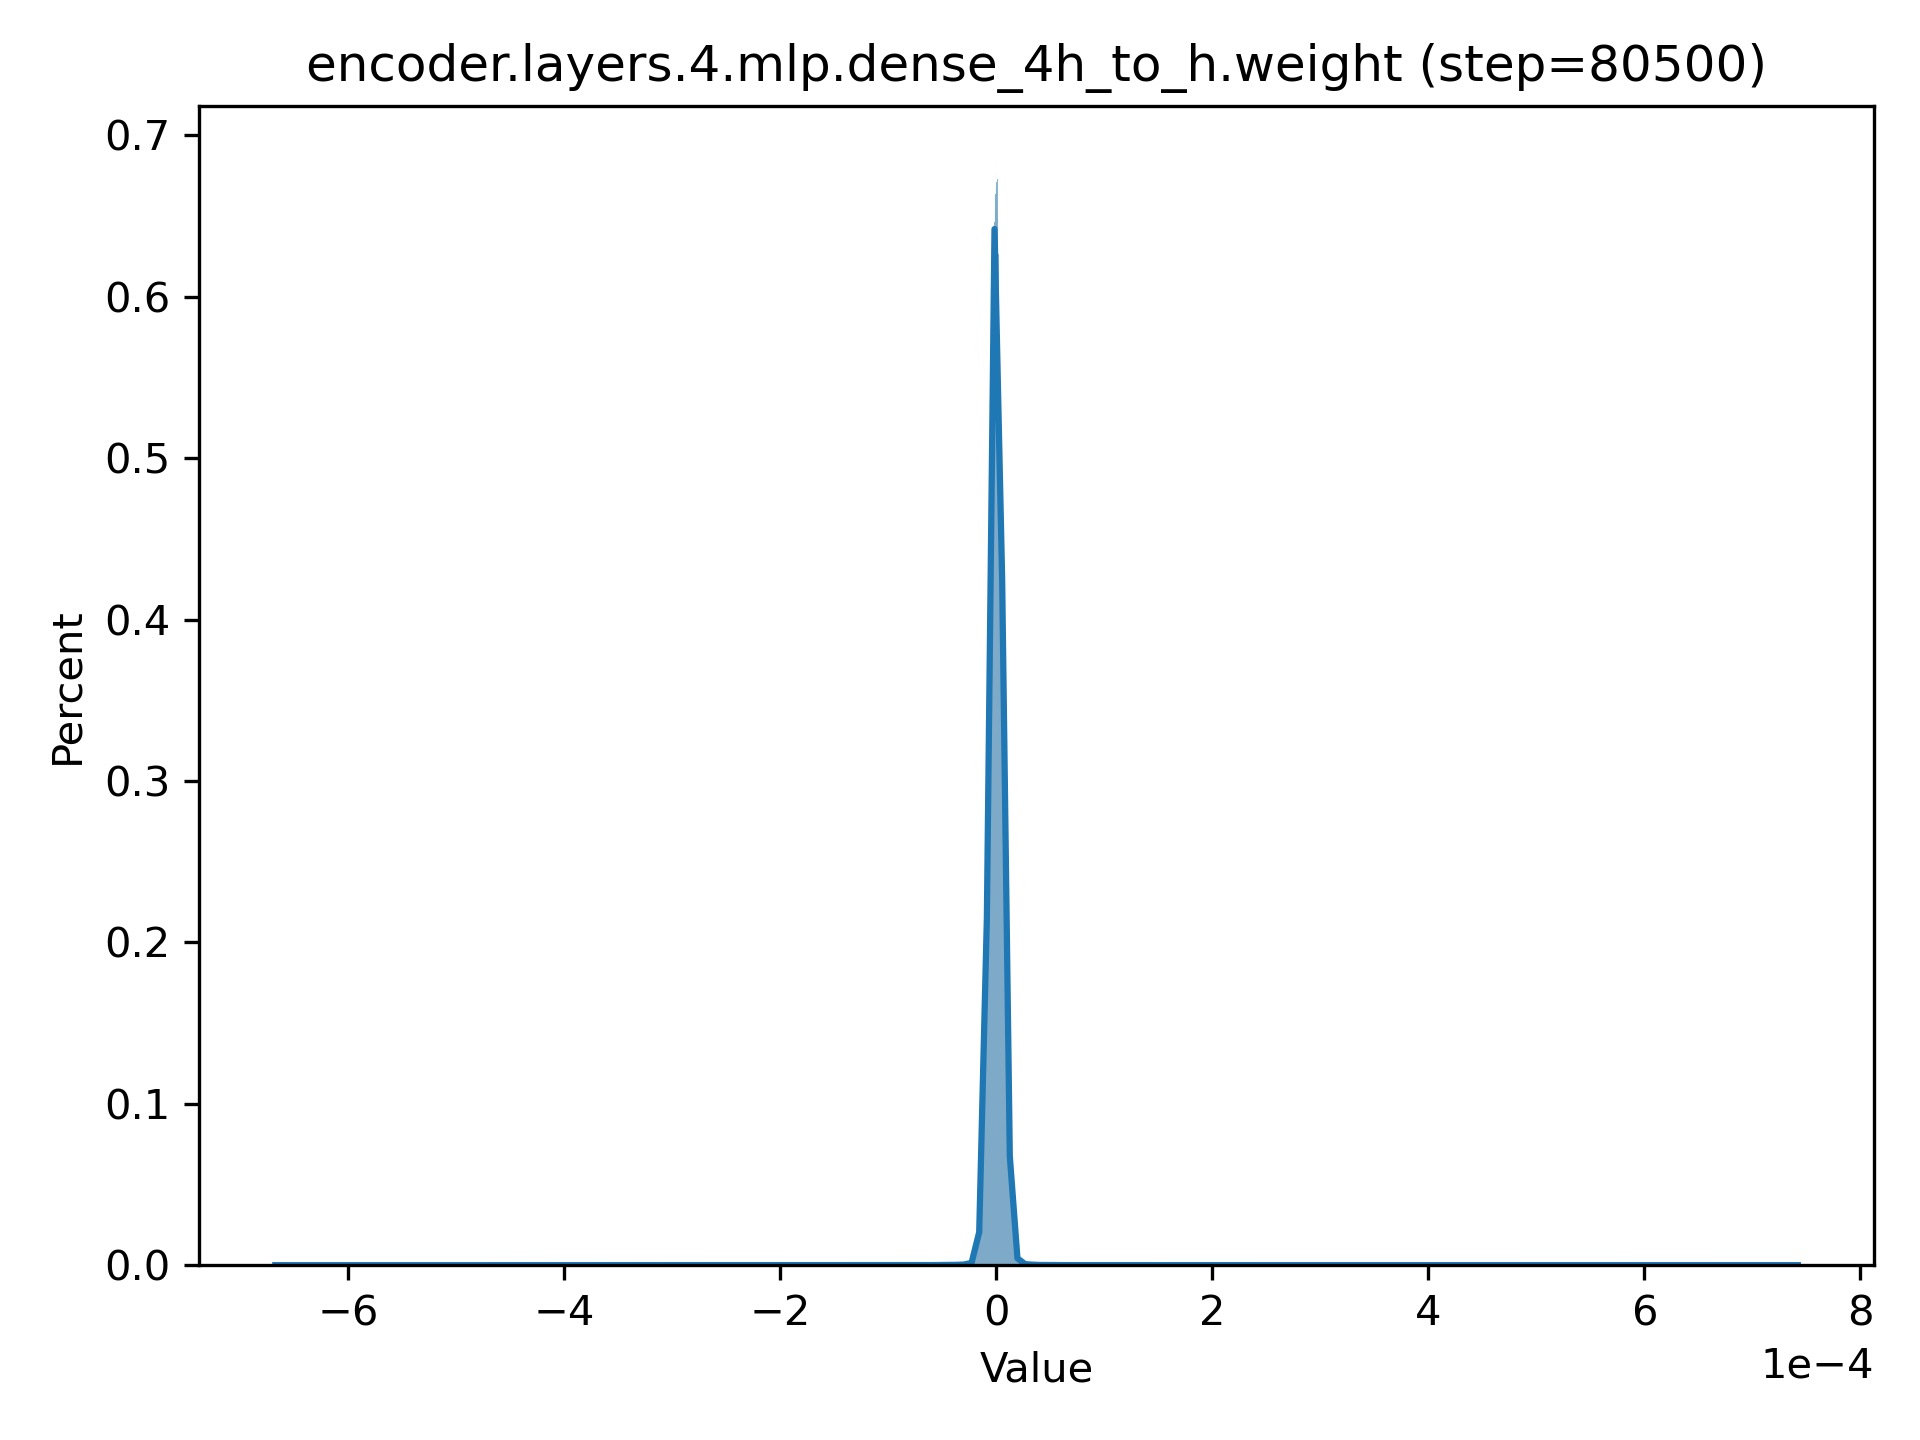 encoder.layers.4.mlp.dense_4h_to_h.weight (step=80500)
0.7
0.6
0.5
0.4
0.3
0.2
0.1
0.0
Percent
−6 −4 −2 0 2 4 6 8
1e−4
Value